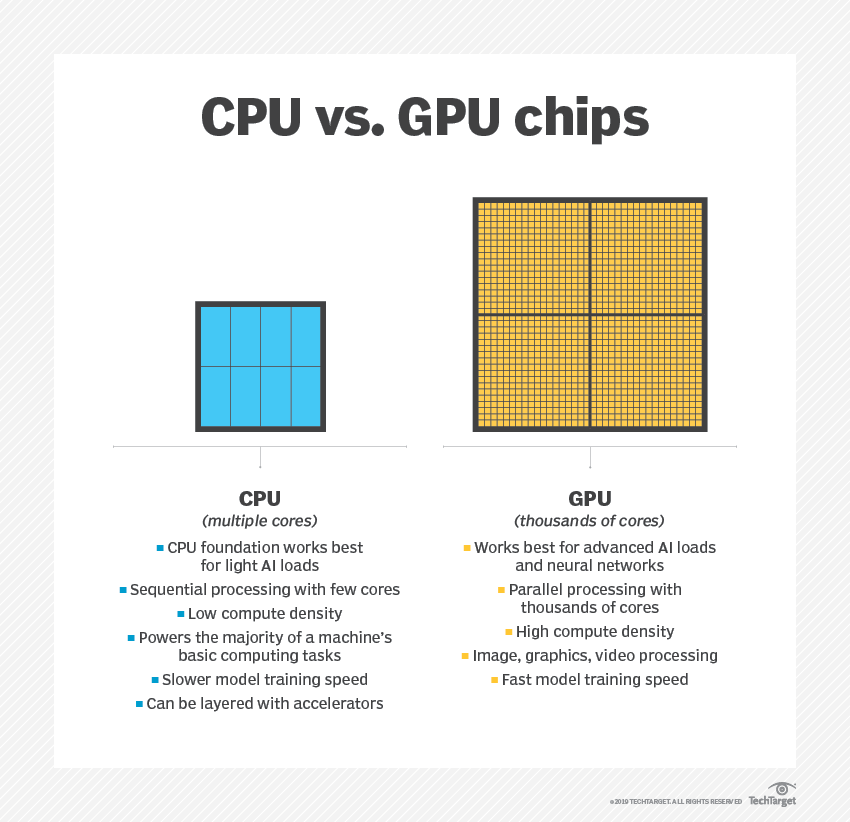 CPU vs. GPU chips
CPU
(multiple cores)
CPU foundation works best
for light AI loads
Sequential processing with few cores
Low compute density
Powers the majority of a machine’s
basic computing tasks
Slower model training speed
Can be layered with accelerators
GPU
(thousands of cores)
Works best for advanced AI loads
and neural networks
Parallel processing with
thousands of cores
High compute density
Image, graphics, video processing
Fast model training speed
©2019 TECHTARGET. ALL RIGHTS RESERVED
TechTarget